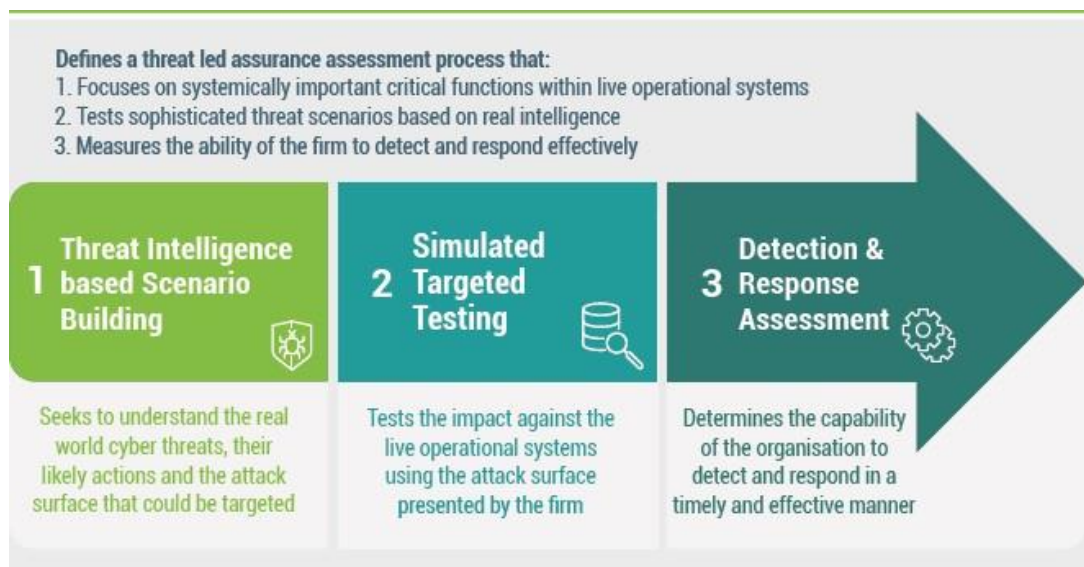 Defines a threat led assurance assessment process that:
1. Focuses on systemically important critical functions within live operational systems
2. Tests sophisticated threat scenarios based on real intelligence
3. Measures the ability of the firm to detect and respond effectively
1
Threat Intelligence
based Scenario
Building
2
Simulated
Targeted
Testing
3
Detection &
Response
Assessment
Seeks to understand the real
world cyber threats, their
likely actions and the attack
surface that could be targeted
Tests the impact against the
live operational systems
using the attack surface
presented by the firm
Determines the capability
of the organisation to
detect and respond in a
timely and effective manner